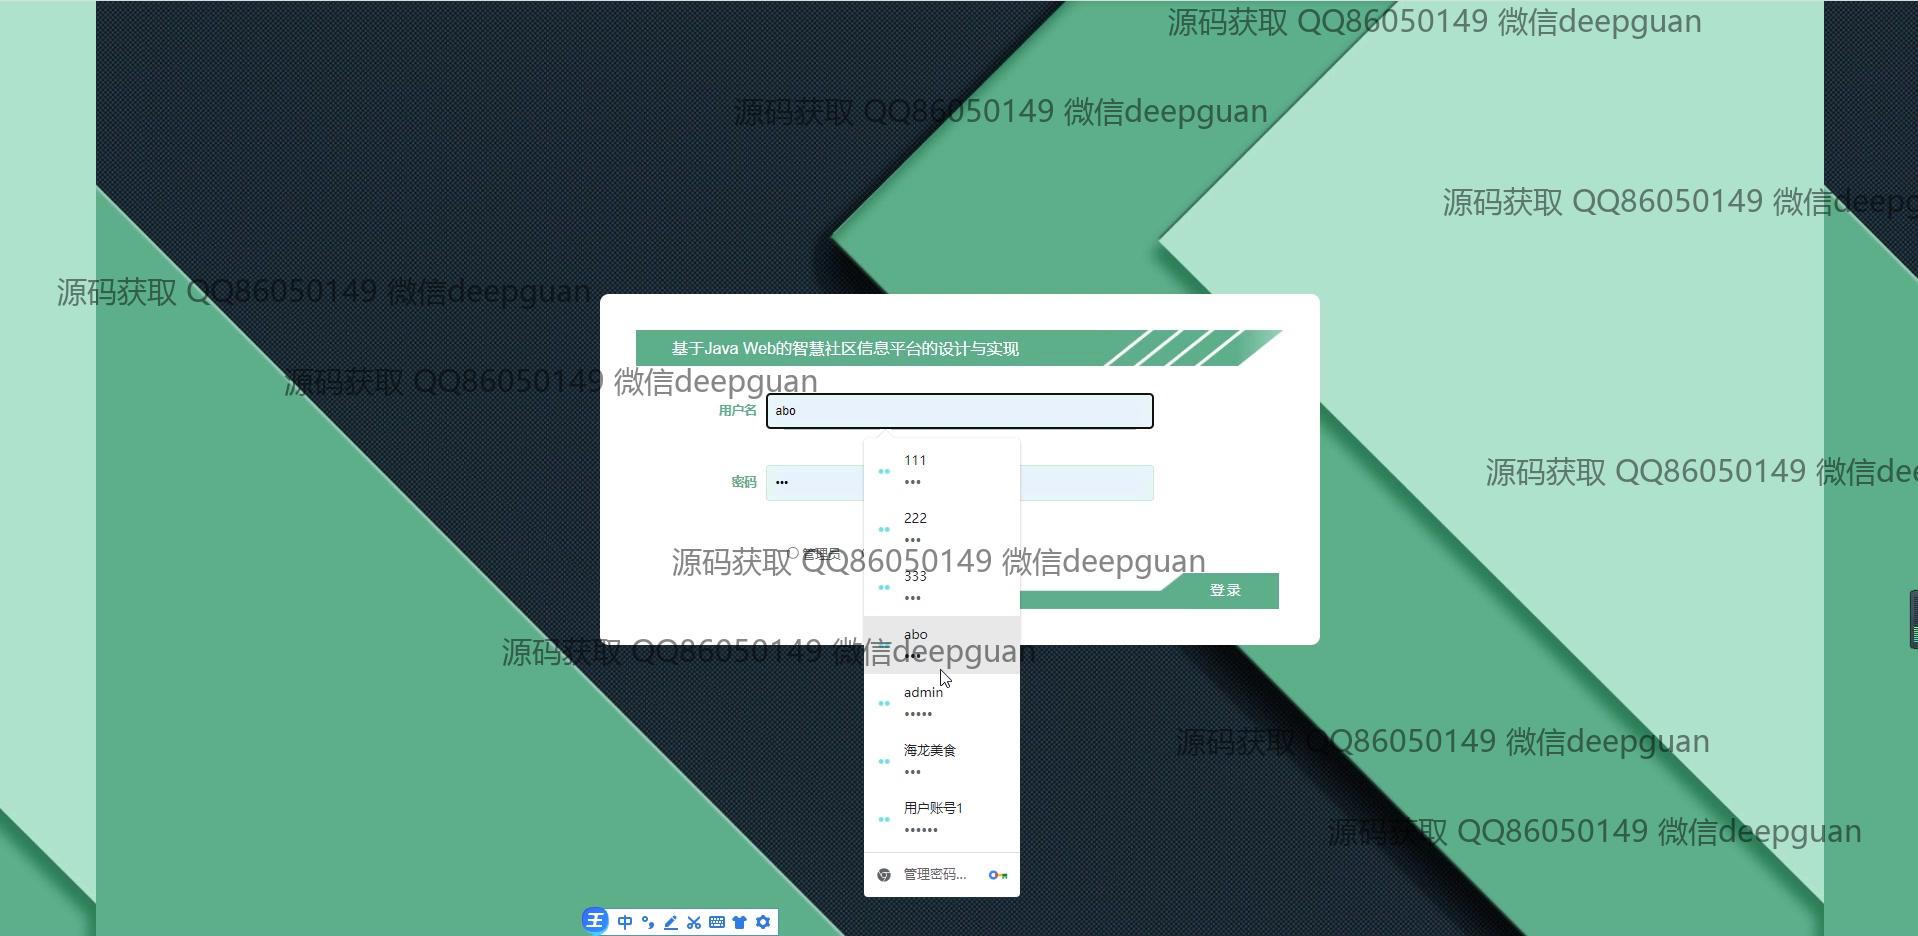 源码获取 QQ86050149 微信deepguan
源码获取 QQ86050149 微信deepguan
源码获取 QQ86050149 微信deepg
源码获取 QQ86050149 微信deepguan
基于Java Web的智慧社区信息平台的设计与实现
源码获取 QQ86050149 微信deepguan
用户名
abo
111
•••
源码获取 QQ86050149 微信dee
密码
•••
222
•••
管理员
源码获取 QQ86050149 微信deepguan
333
•••
登录
abo
•••
源码获取 QQ86050149 微信deepguan
admin
•••••
源码获取 QQ86050149 微信deepguan
海龙美食
•••
用户账号1
••••••
源码获取 QQ86050149 微信deepguan
管理密码...
王 中